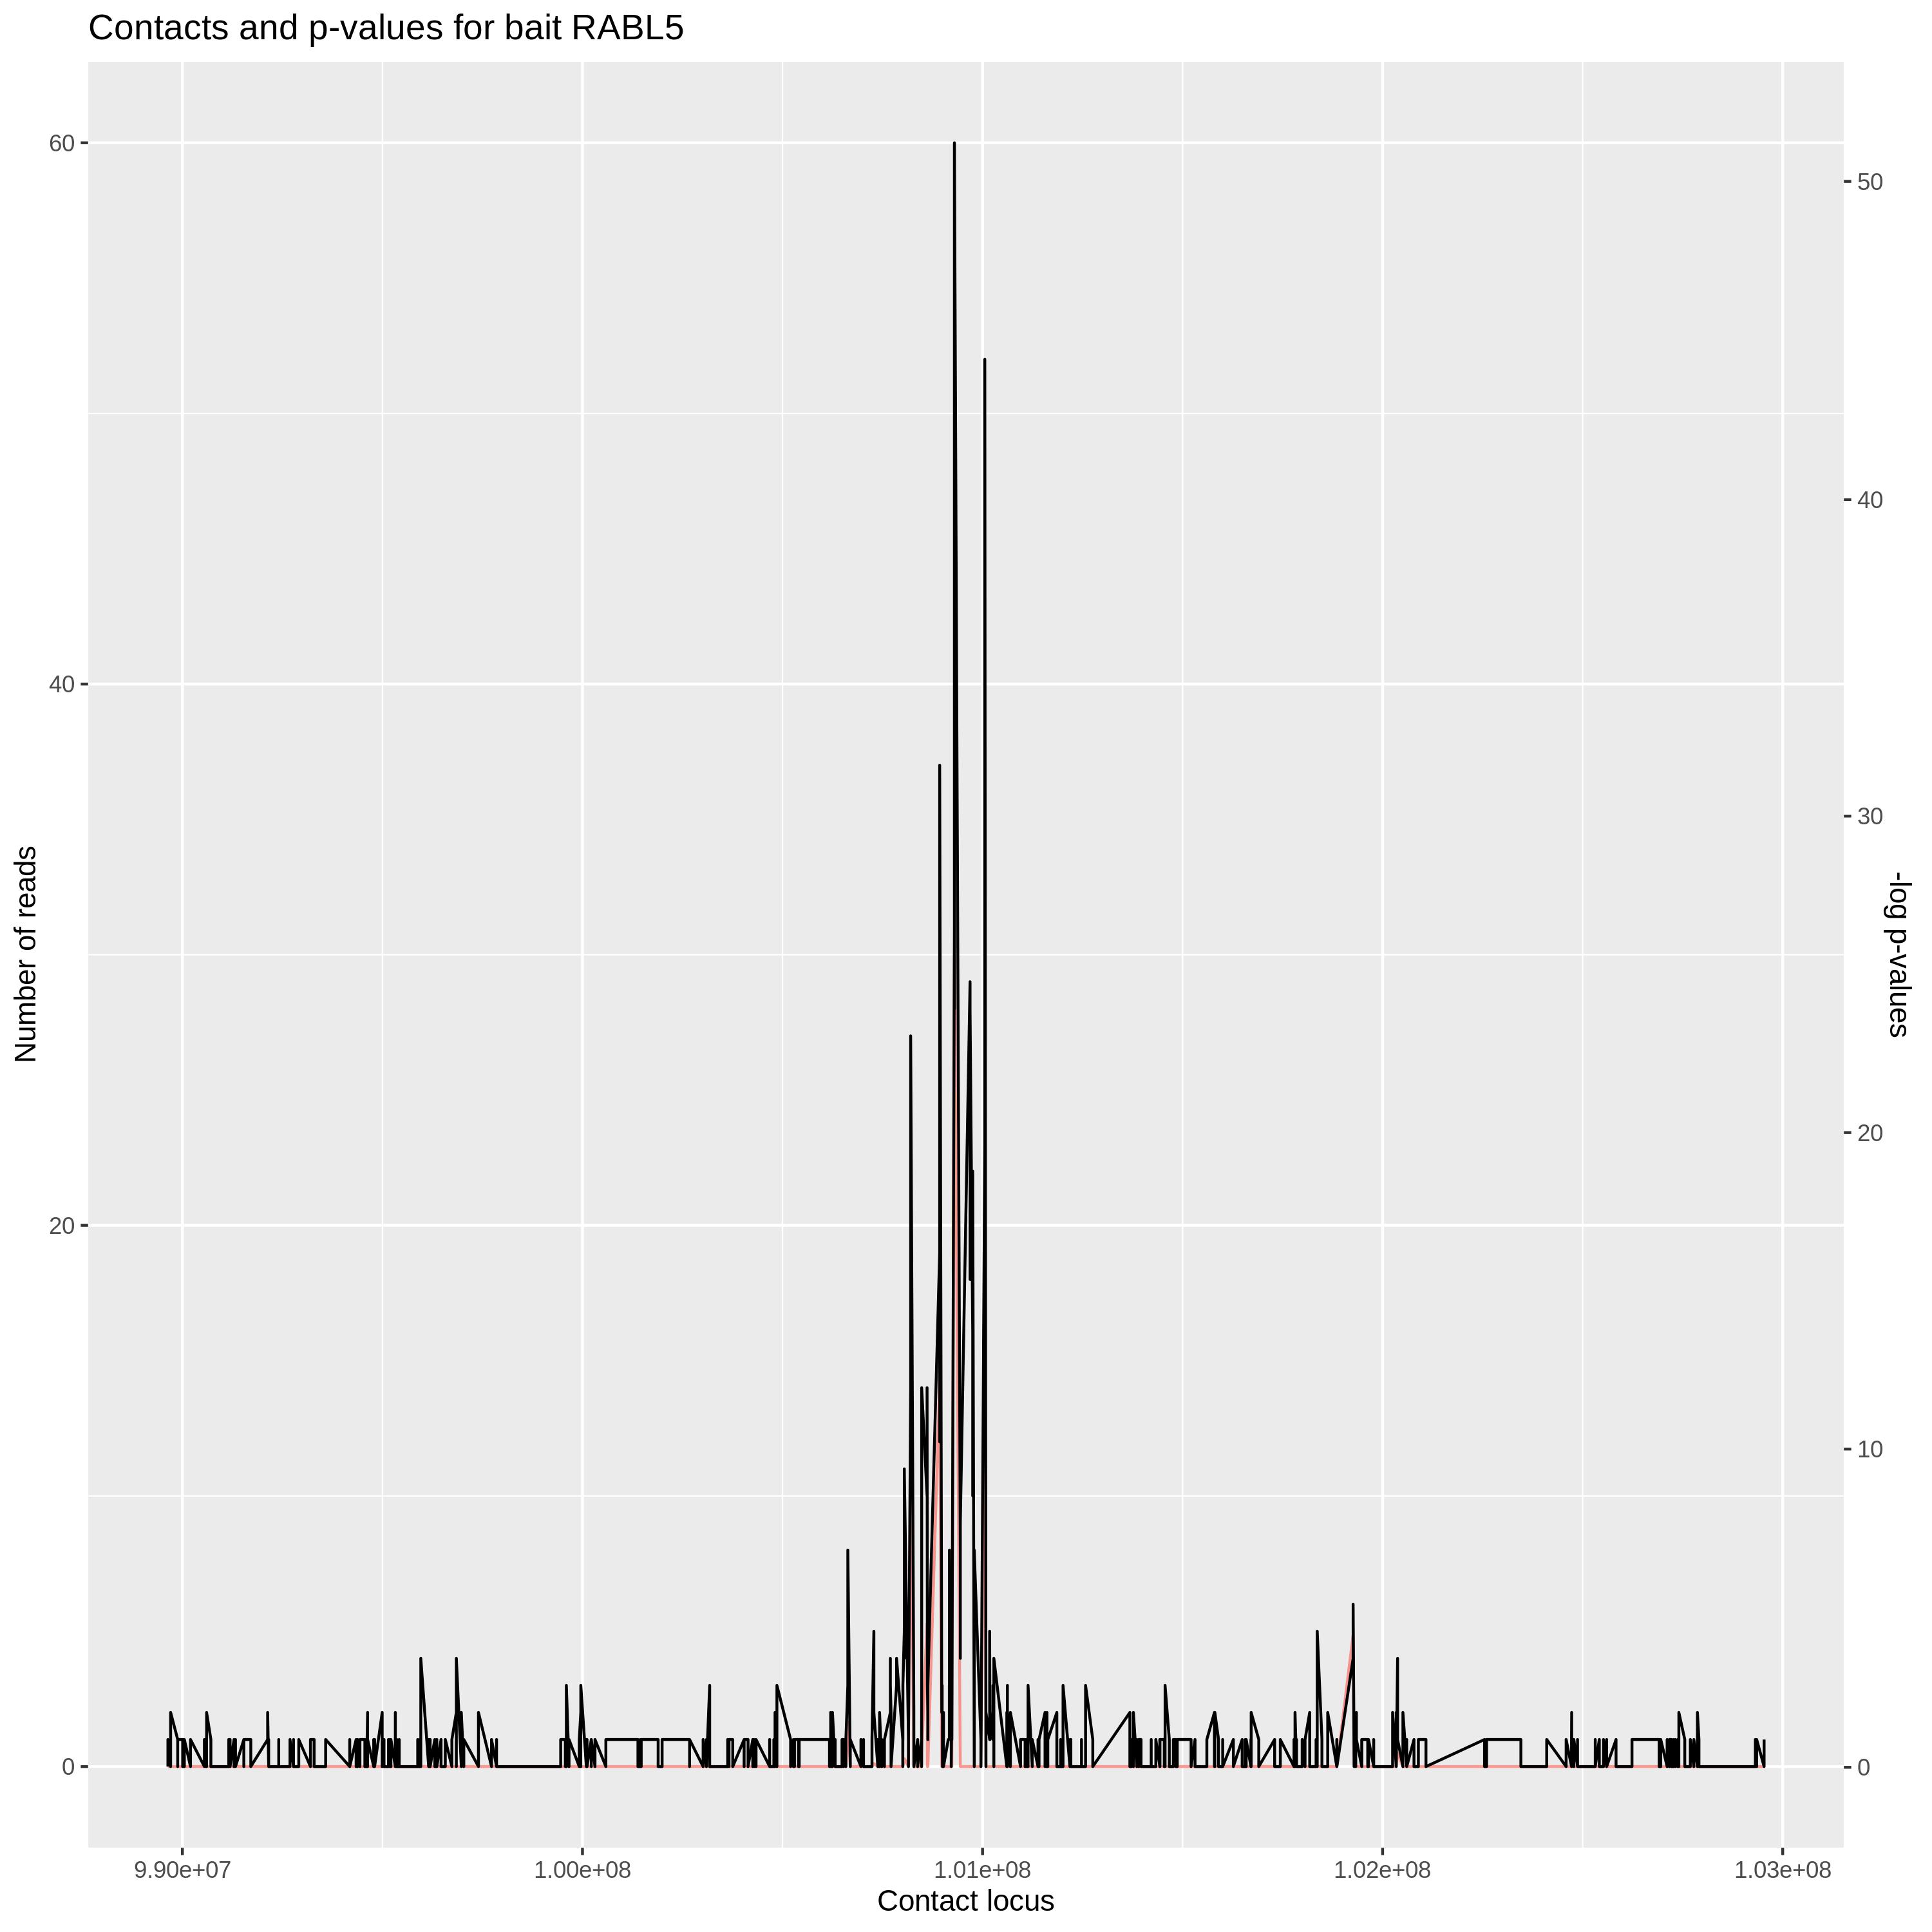 Contacts and p-values for bait RABL5
60
40
20
0
Number of reads
50
40
30
20
10
0
-log p-values
9.90e+07
1.00e+08
1.01e+08
1.02e+08
1.03e+08
Contact locus